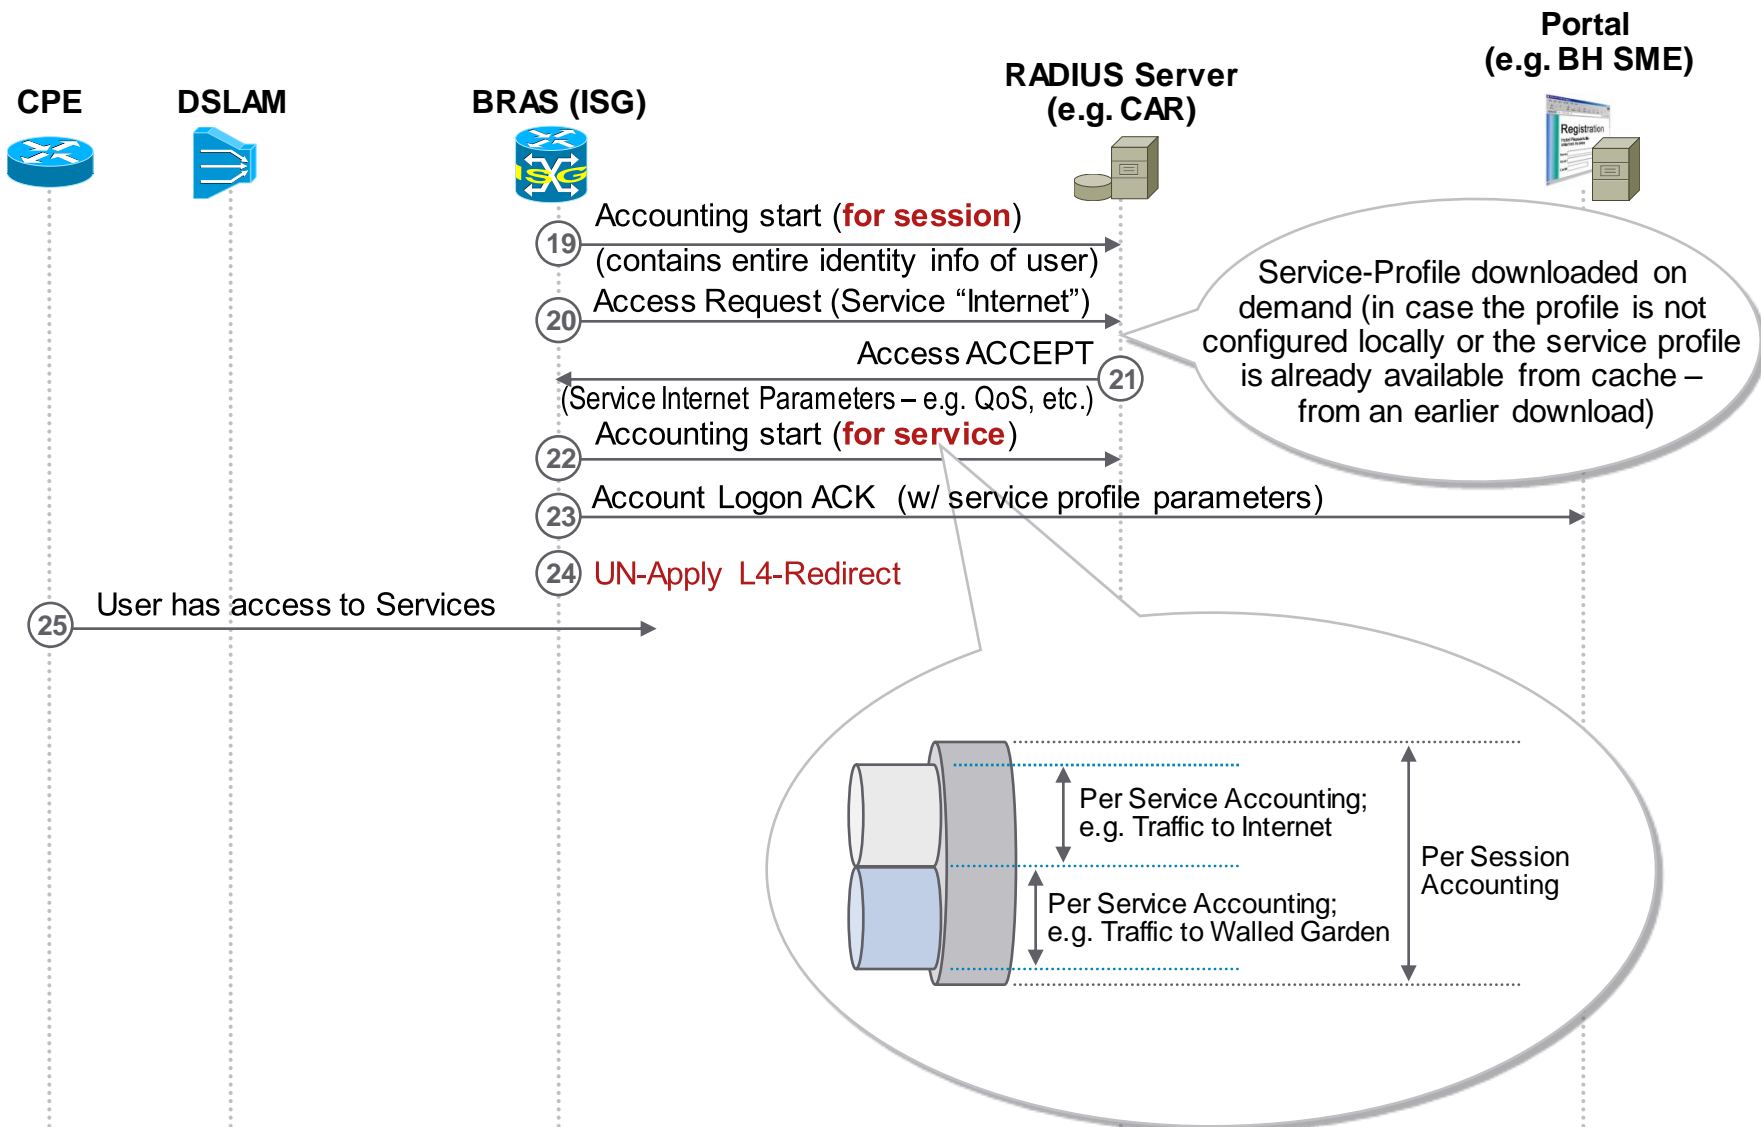 Portal
(e.g. BH SME)
RADIUS Server
(e.g. CAR)
CPE
DSLAM
BRAS (ISG)
ISG
Registration
19
Accounting start (for session)
(contains entire identity info of user)
20
Access Request (Service “Internet”)
Access ACCEPT
21
(Service Internet Parameters – e.g. QoS, etc.)
Service-Profile downloaded on
demand (in case the profile is not
configured locally or the service profile
is already available from cache –
from an earlier download)
22
Accounting start (for service)
23
Account Logon ACK (w/ service profile parameters)
24
UN-Apply L4-Redirect
25
User has access to Services
Per Service Accounting;
e.g. Traffic to Internet
Per Service Accounting;
e.g. Traffic to Walled Garden
Per Session
Accounting